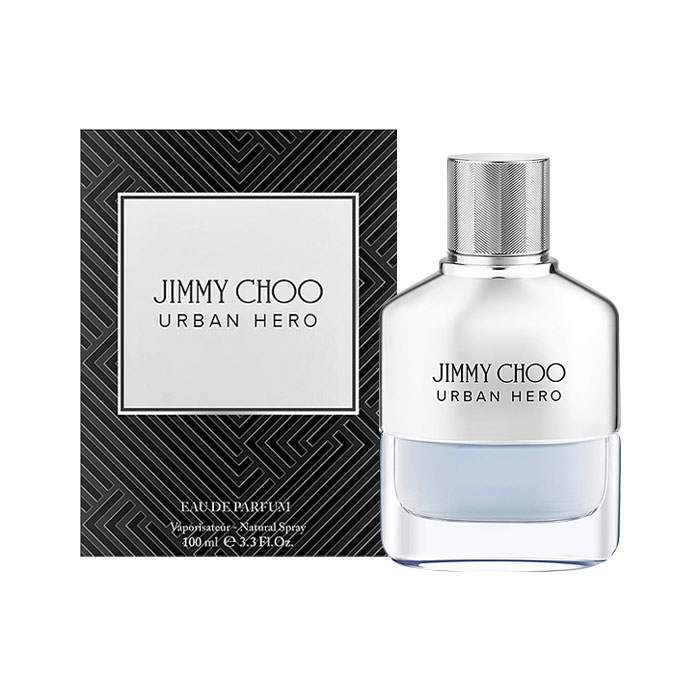 JIMMY CHOO
URBAN HERO
EAU DE PARFUM
Vaporisateur - Natural Spray
100 ml ℮ 3.3 Fl.Oz.
JIMMY CHOO
URBAN HERO